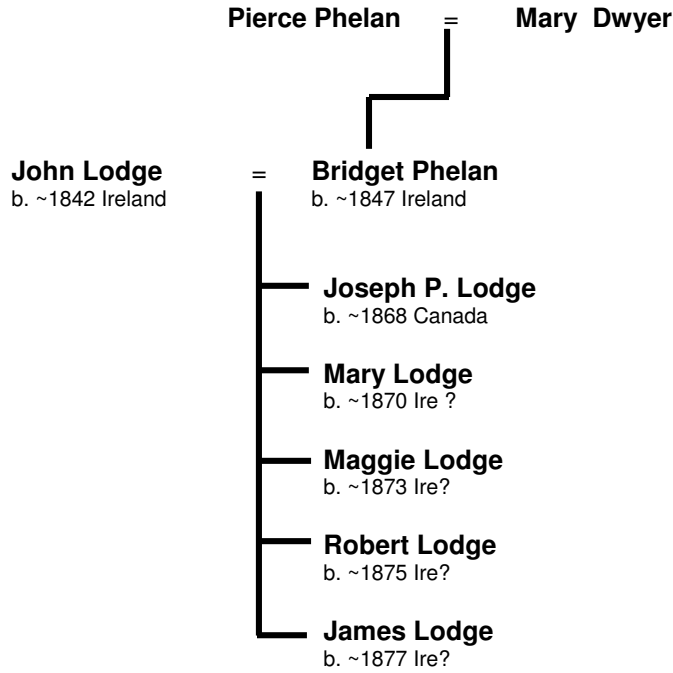 Pierce Phelan = Mary Dwyer
John Lodge = Bridget Phelan
b. ~1842 Ireland b. ~1847 Ireland
Joseph P. Lodge
b. ~1868 Canada
Mary Lodge
b. ~1870 Ire ?
Maggie Lodge
b. ~1873 Ire?
Robert Lodge
b. ~1875 Ire?
James Lodge
b. ~1877 Ire?